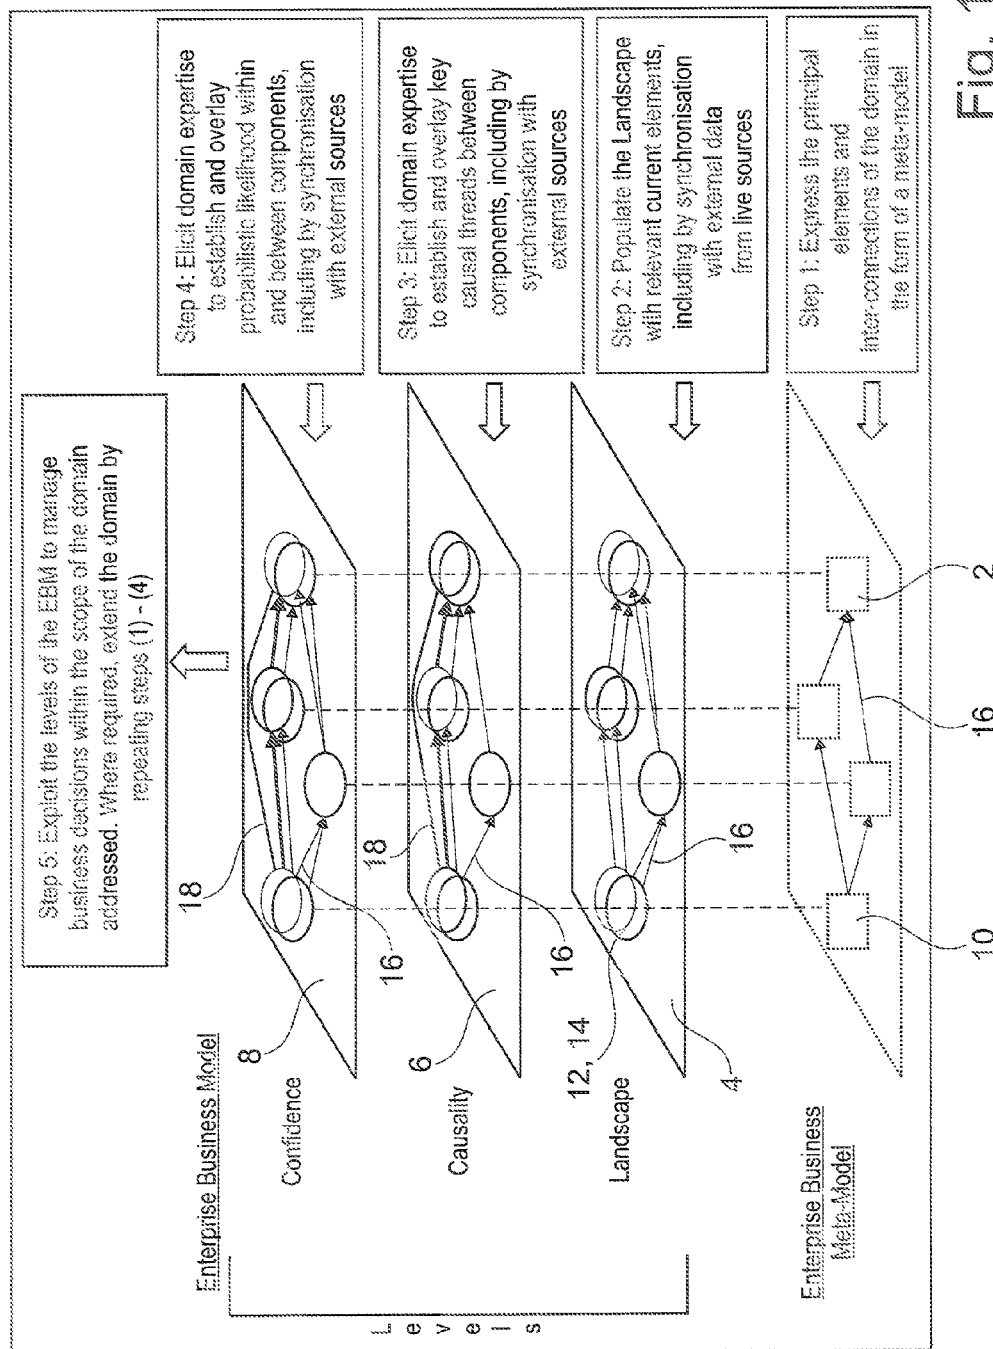 Step 5: Exploit the levels of the EBM to manage
business decisions within the scope of the domain
addressed. Where required, extend the domain by
repeating steps (1) - (4)
Enterprise Business Model
Levels
Confidence
8
18
16
Step 4: Elicit domain expertise
to establish and overlay
probabilistic likelihood within
and between components,
including by synchronisation
with external sources
Causality
6
18
16
Step 3: Elicit domain expertise
to establish and overlay key
causal threads between
components, including by
synchronisation with
external sources
Landscape
12, 14
4
16
Step 2: Populate the Landscape
with relevant current elements,
including by synchronisation
with external data
from live sources
Enterprise Business
Meta-Model
10
16
2
Step 1: Express the principal
elements and
inter-connections of the domain in
the form of a meta-model
Fig. 1